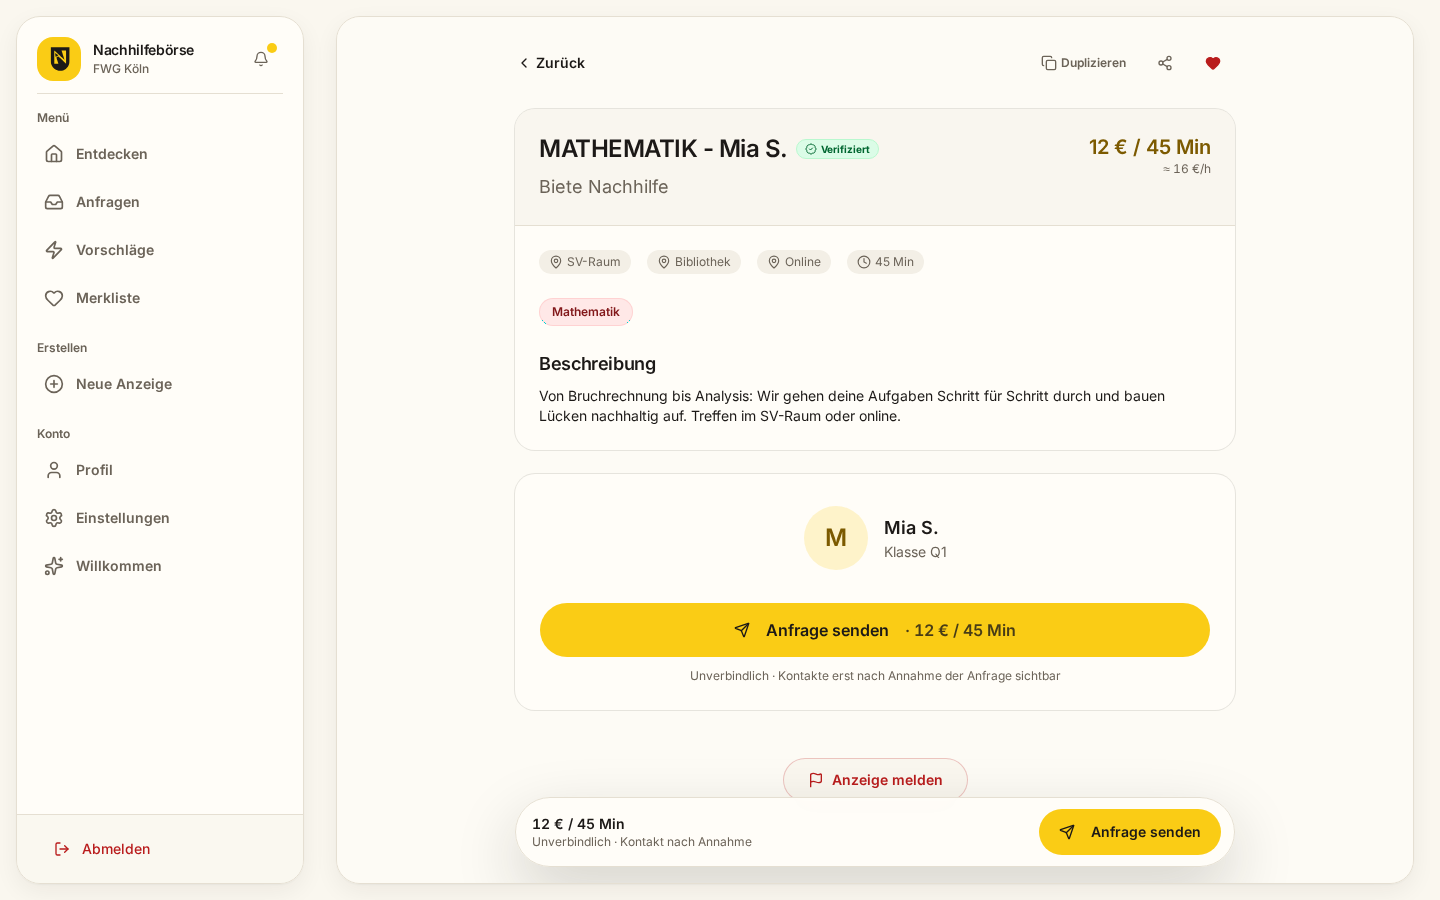 Nachhilfebörse
FWG Köln
Menü
Entdecken
Anfragen
Vorschläge
Merkliste
Erstellen
Neue Anzeige
Konto
Profil
Einstellungen
Willkommen
Abmelden
Zurück
Duplizieren
MATHEMATIK - Mia S.
Verifiziert
12 € / 45 Min
≈ 16 €/h
Biete Nachhilfe
SV-Raum
Bibliothek
Online
45 Min
Mathematik
Beschreibung
Von Bruchrechnung bis Analysis: Wir gehen deine Aufgaben Schritt für Schritt durch und bauen
Lücken nachhaltig auf. Treffen im SV-Raum oder online.
M
Mia S.
Klasse Q1
Anfrage senden · 12 € / 45 Min
Unverbindlich · Kontakte erst nach Annahme der Anfrage sichtbar
Anzeige melden
12 € / 45 Min
Unverbindlich · Kontakt nach Annahme
Anfrage senden